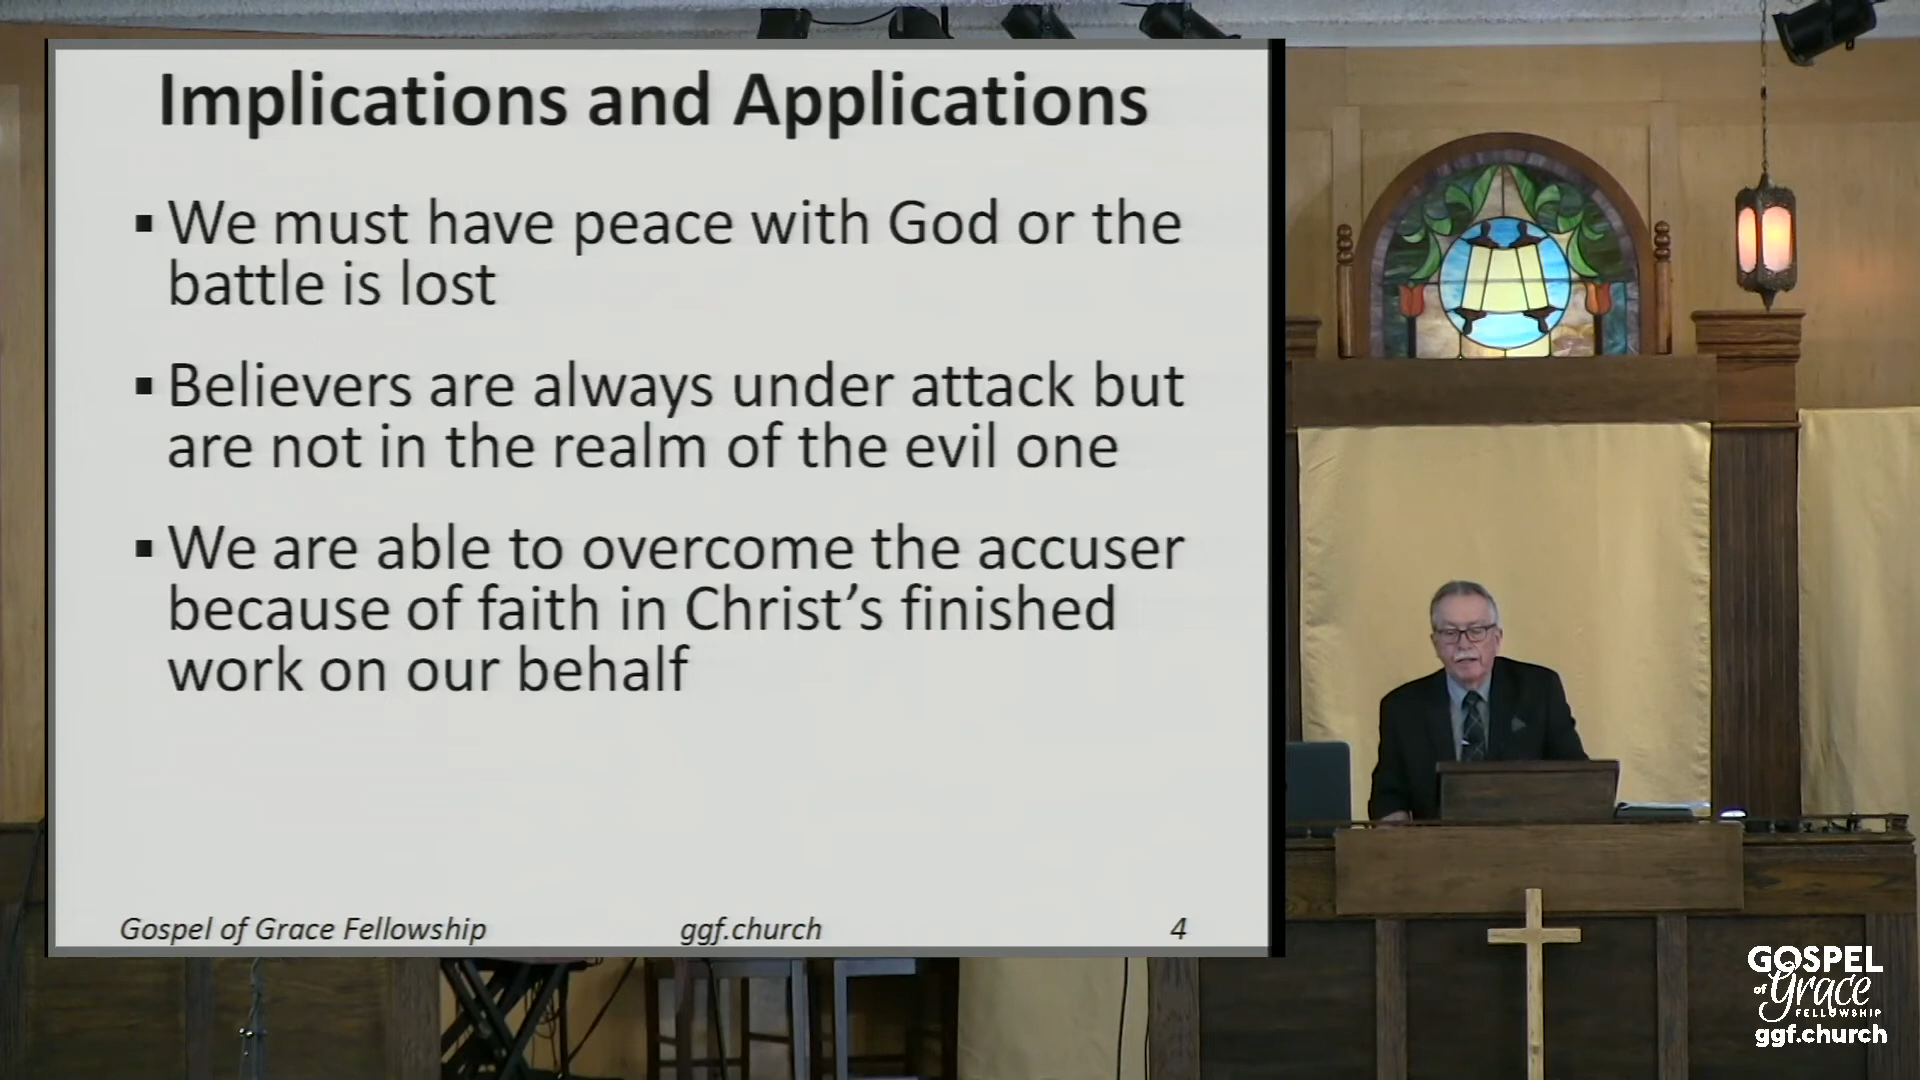 Implications and Applications
▪ We must have peace with God or the
battle is lost
▪ Believers are always under attack but
are not in the realm of the evil one
▪ We are able to overcome the accuser
because of faith in Christ’s finished
work on our behalf
Gospel of Grace Fellowship ggf.church 4
GOSPEL
of Grace
FELLOWSHIP
ggf.church